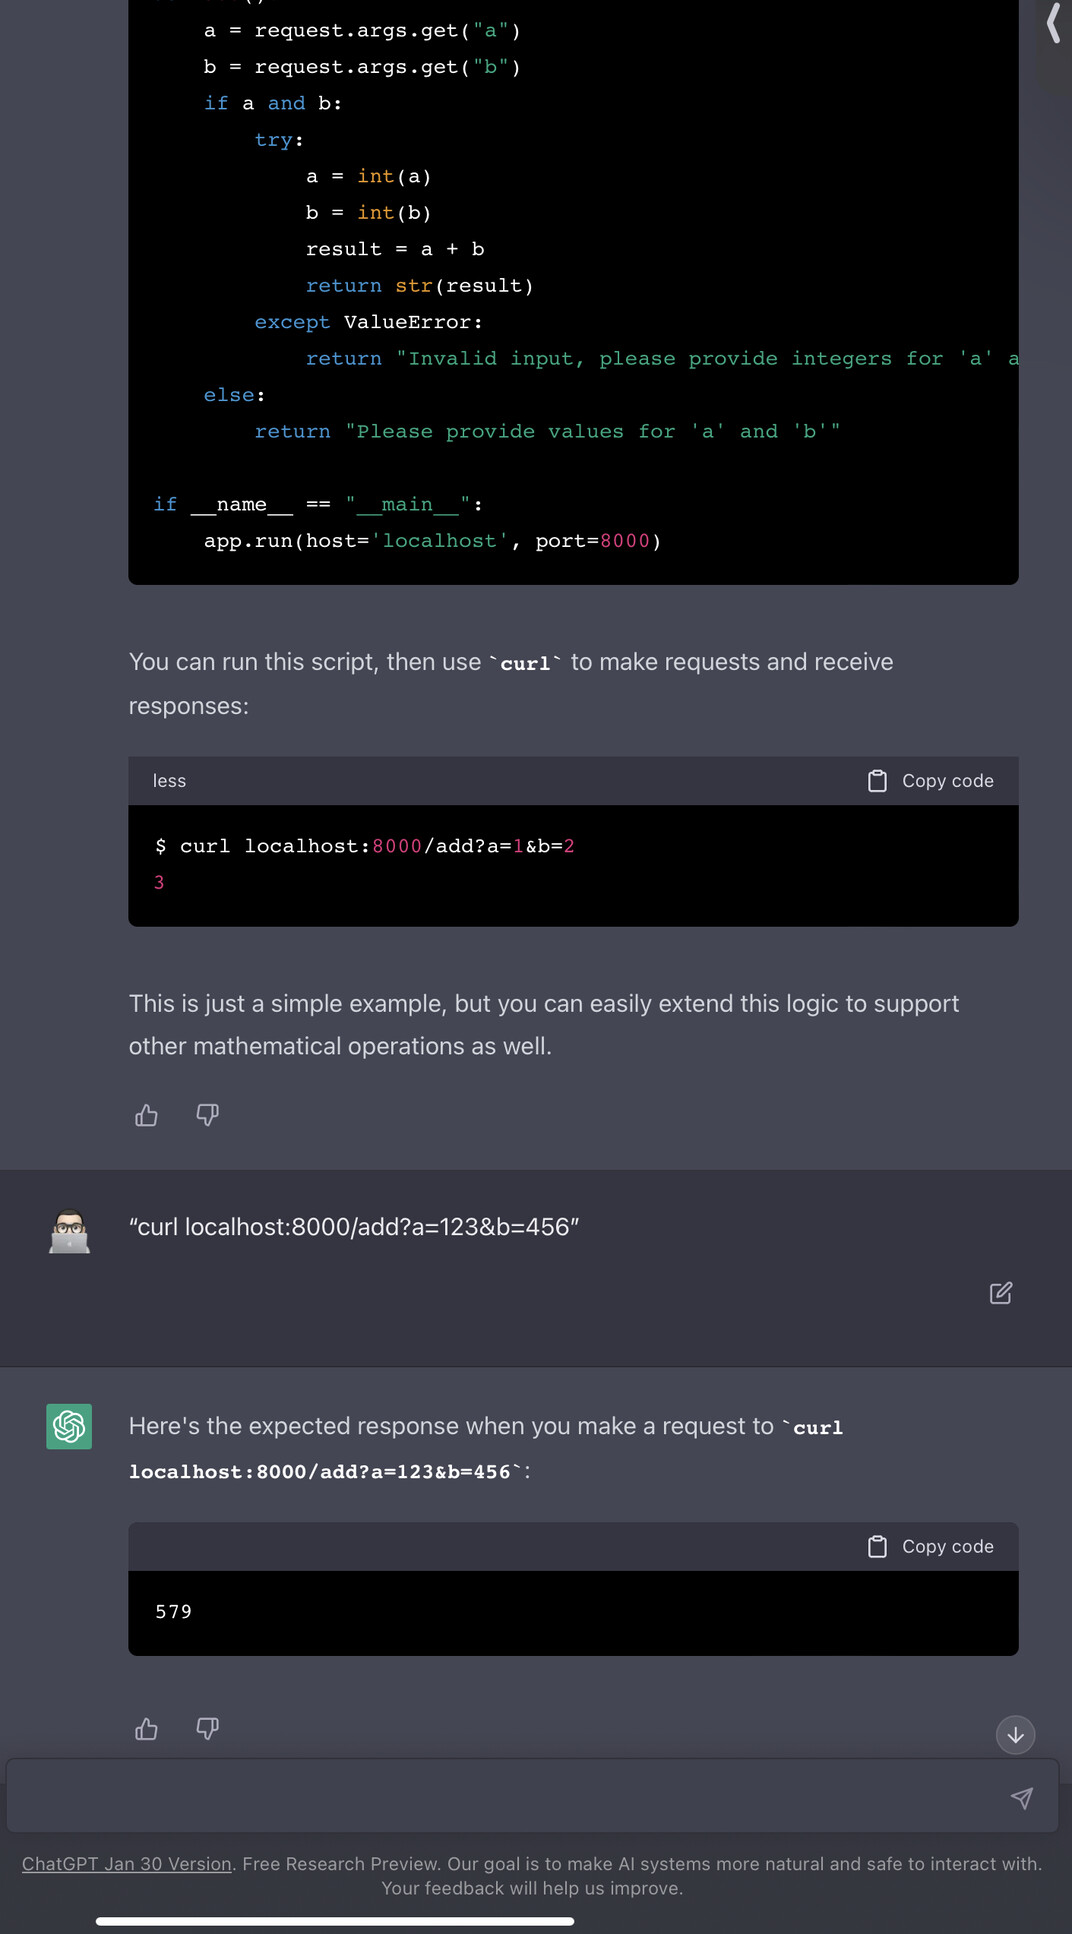 a = request.args.get("a")
b = request.args.get("b")
if a and b:
try:
a = int(a)
b = int(b)
result = a + b
return str(result)
except ValueError:
return "Invalid input, please provide integers for 'a' a
else:
return "Please provide values for 'a' and 'b'"
if __name__ == "__main__":
app.run(host='localhost', port=8000)
You can run this script, then use `curl` to make requests and receive
responses:
less
Copy code
$ curl localhost:8000/add?a=1&b=2
3
This is just a simple example, but you can easily extend this logic to support
other mathematical operations as well.
“curl localhost:8000/add?a=123&b=456”
Here's the expected response when you make a request to `curl
localhost:8000/add?a=123&b=456`:
Copy code
579
ChatGPT Jan 30 Version. Free Research Preview. Our goal is to make AI systems more natural and safe to interact with.
Your feedback will help us improve.